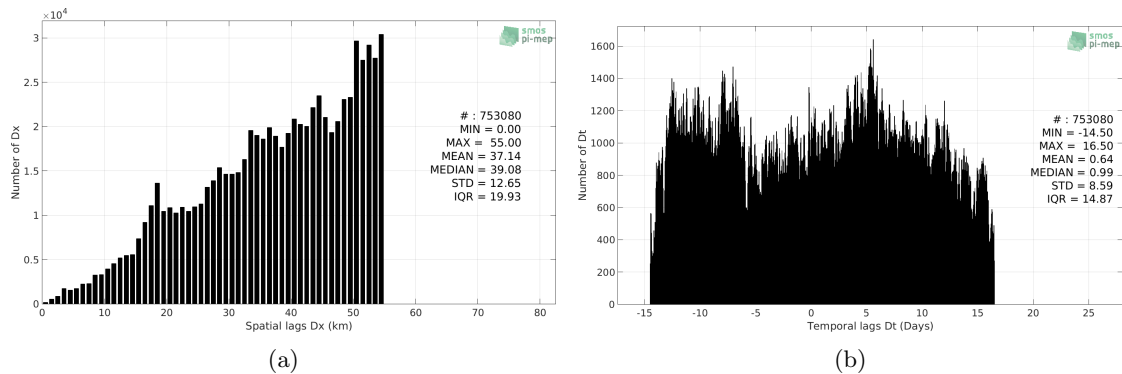 ×10⁴
3
2.5
2
1.5
1
0.5
0
Number of Dx
0 10 20 30 40 50 60 70 80
Spatial lags Dx (km)
smos
pi-mep
# : 753080
MIN = 0.00
MAX = 55.00
MEAN = 37.14
MEDIAN = 39.08
STD = 12.65
IQR = 19.93
(a)
1600
1400
1200
1000
800
600
400
200
0
Number of Dt
-15 -10 -5 0 5 10 15 20 25
Temporal lags Dt (Days)
smos
pi-mep
# : 753080
MIN = -14.50
MAX = 16.50
MEAN = 0.64
MEDIAN = 0.99
STD = 8.59
IQR = 14.87
(b)